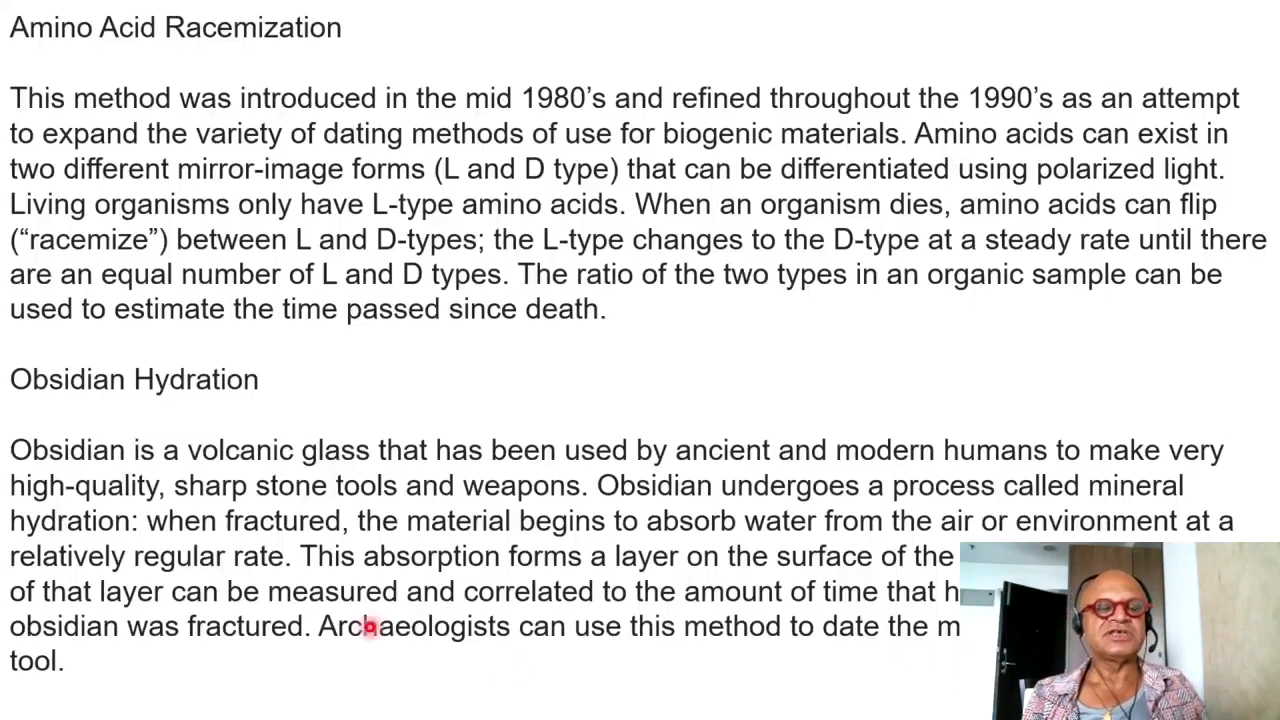 Amino Acid Racemization
This method was introduced in the mid 1980’s and refined throughout the 1990’s as an attempt
to expand the variety of dating methods of use for biogenic materials. Amino acids can exist in
two different mirror-image forms (L and D type) that can be differentiated using polarized light.
Living organisms only have L-type amino acids. When an organism dies, amino acids can flip
(“racemize”) between L and D-types; the L-type changes to the D-type at a steady rate until there
are an equal number of L and D types. The ratio of the two types in an organic sample can be
used to estimate the time passed since death.
Obsidian Hydration
Obsidian is a volcanic glass that has been used by ancient and modern humans to make very
high-quality, sharp stone tools and weapons. Obsidian undergoes a process called mineral
hydration: when fractured, the material begins to absorb water from the air or environment at a
relatively regular rate. This absorption forms a layer on the surface of the
of that layer can be measured and correlated to the amount of time that
obsidian was fractured. Archaeologists can use this method to date the
tool.